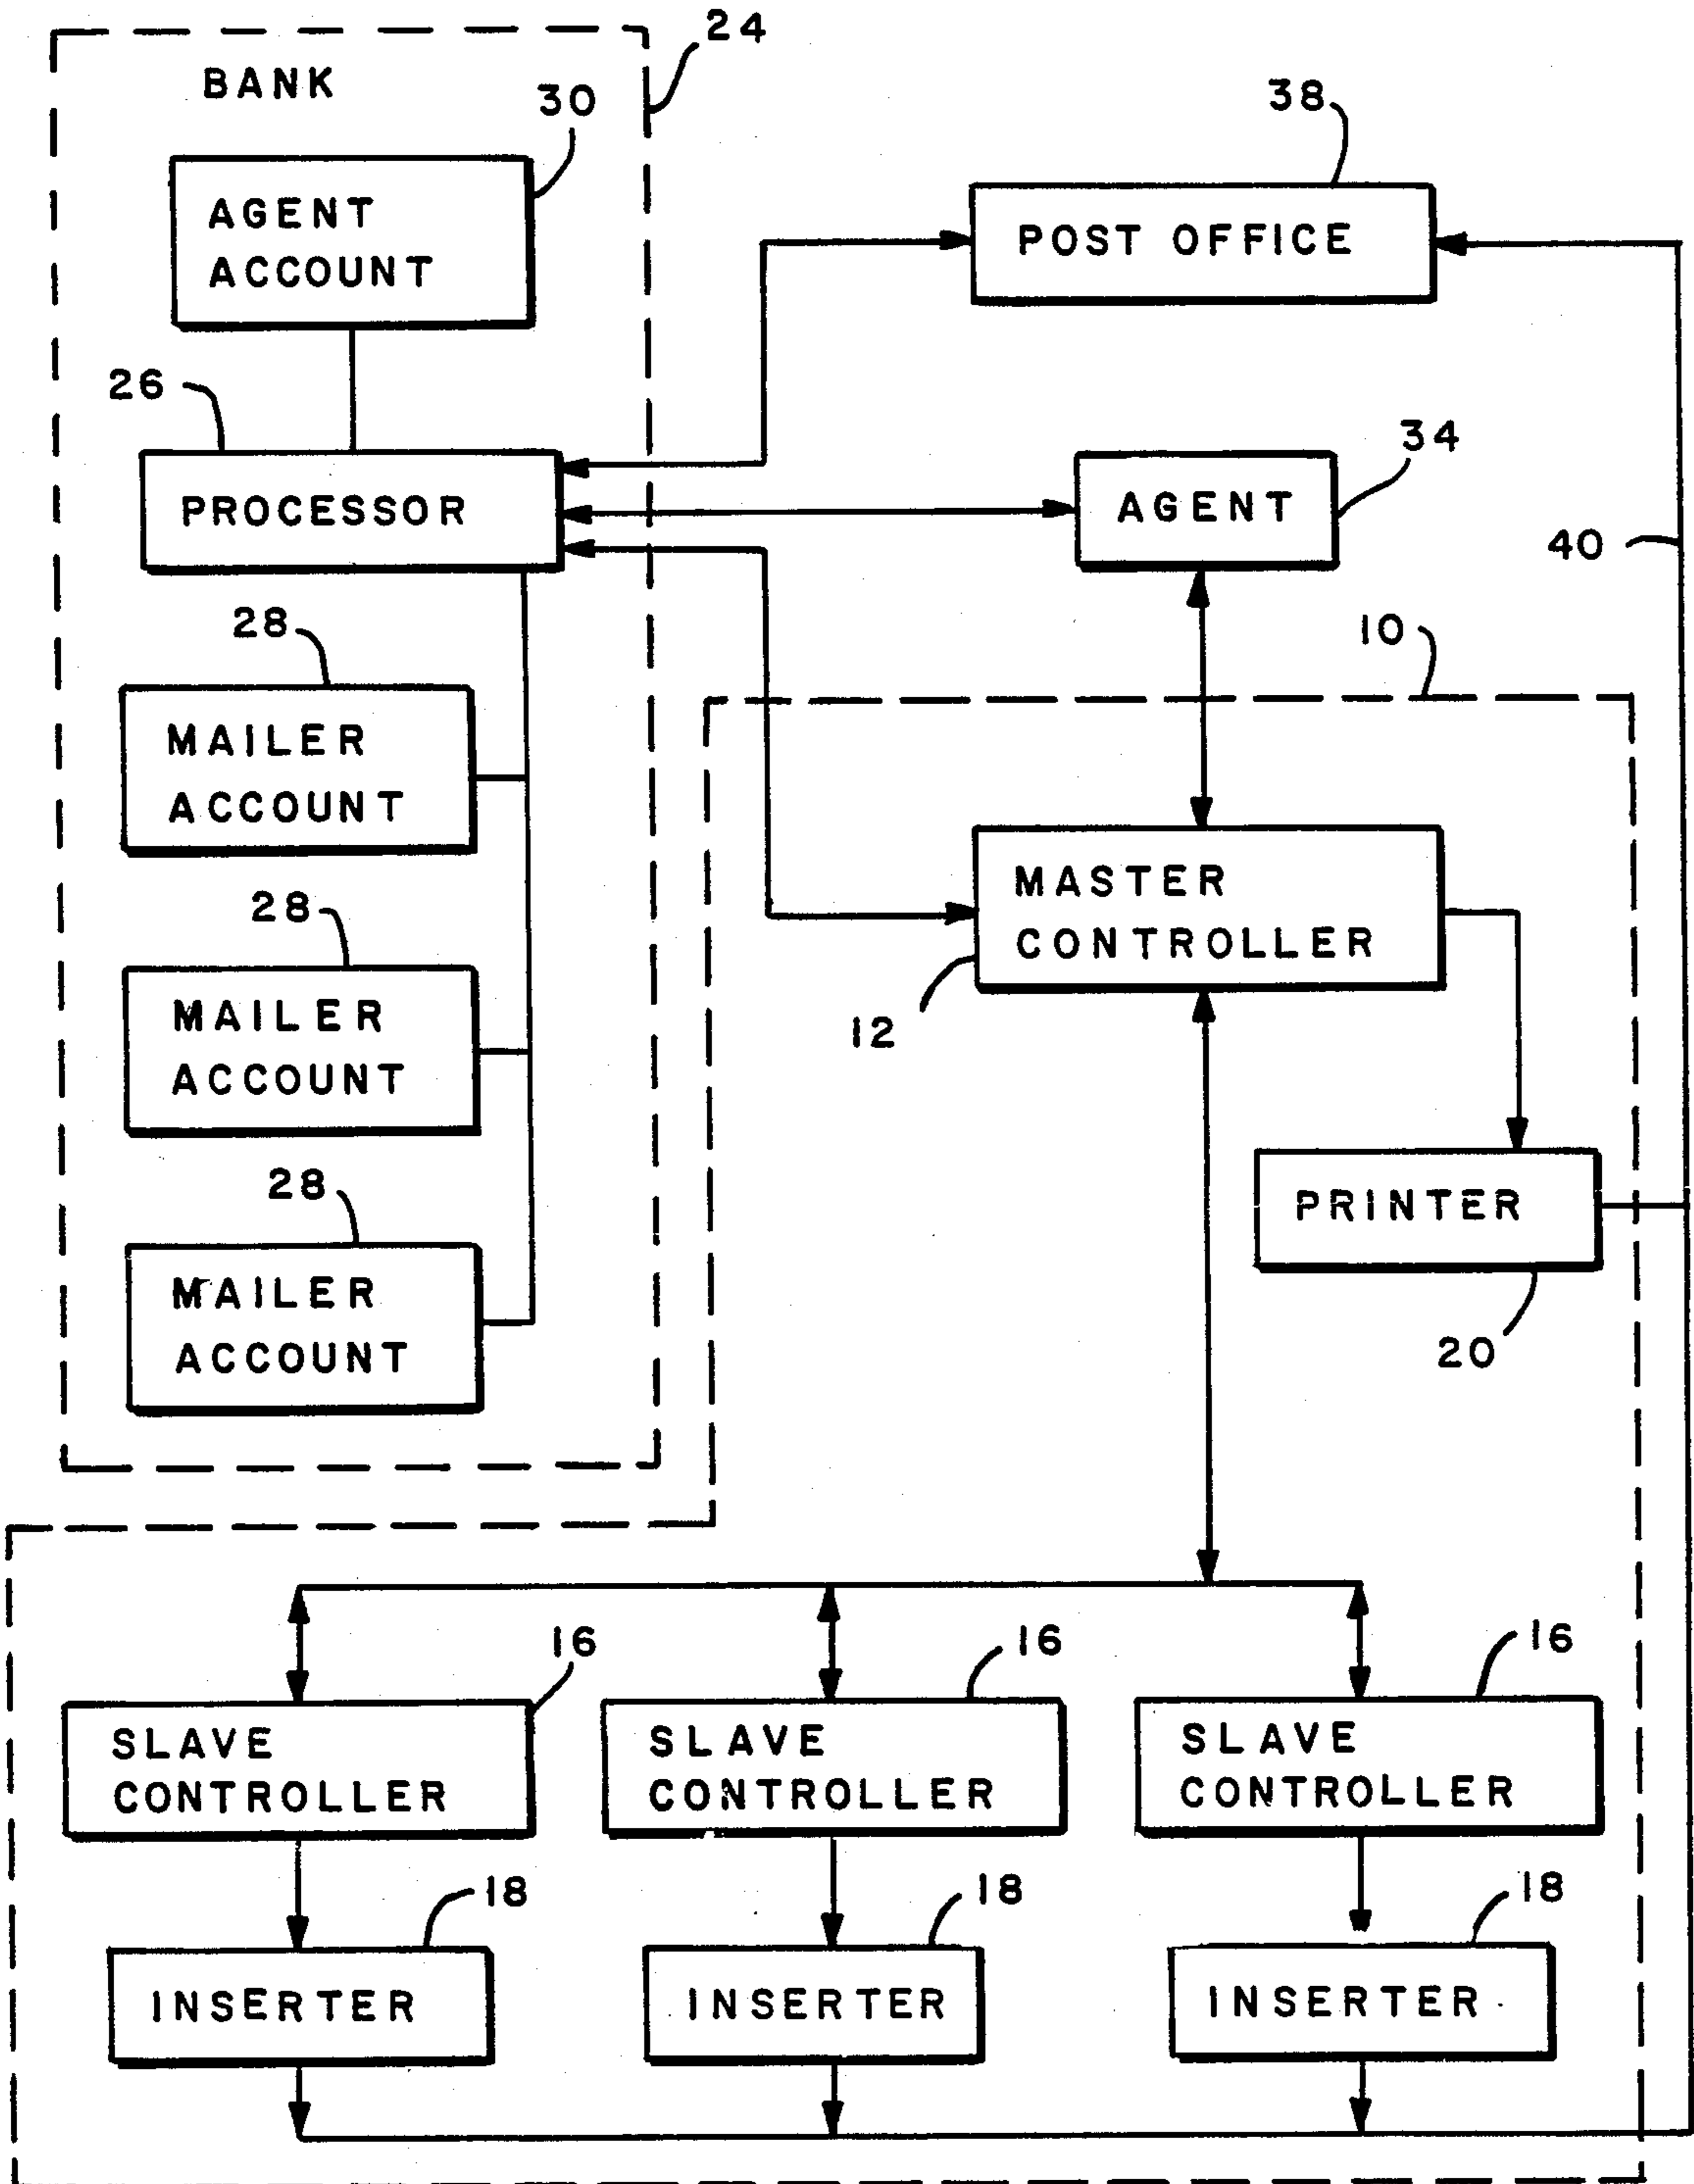 24
BANK
30
38
AGENT
ACCOUNT
POST OFFICE
26
34
PROCESSOR
AGENT
40
28
10
MAILER
ACCOUNT
MASTER
CONTROLLER
28
12
MAILER
ACCOUNT
28
PRINTER
MAILER
ACCOUNT
20
16
16
16
SLAVE
CONTROLLER
SLAVE
CONTROLLER
SLAVE
CONTROLLER
18
18
18
INSERTER
INSERTER
INSERTER